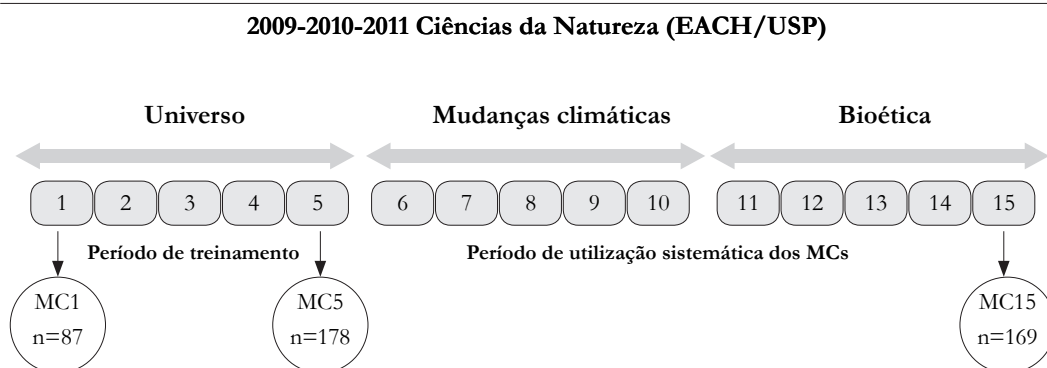 2009-2010-2011 Ciências da Natureza (EACH/USP)
Universo Mudanças climáticas Bioética
1 2 3 4 5 6 7 8 9 10 11 12 13 14 15
Período de treinamento Período de utilização sistemática dos MCs
MC1 MC5 MC15
n=87 n=178 n=169